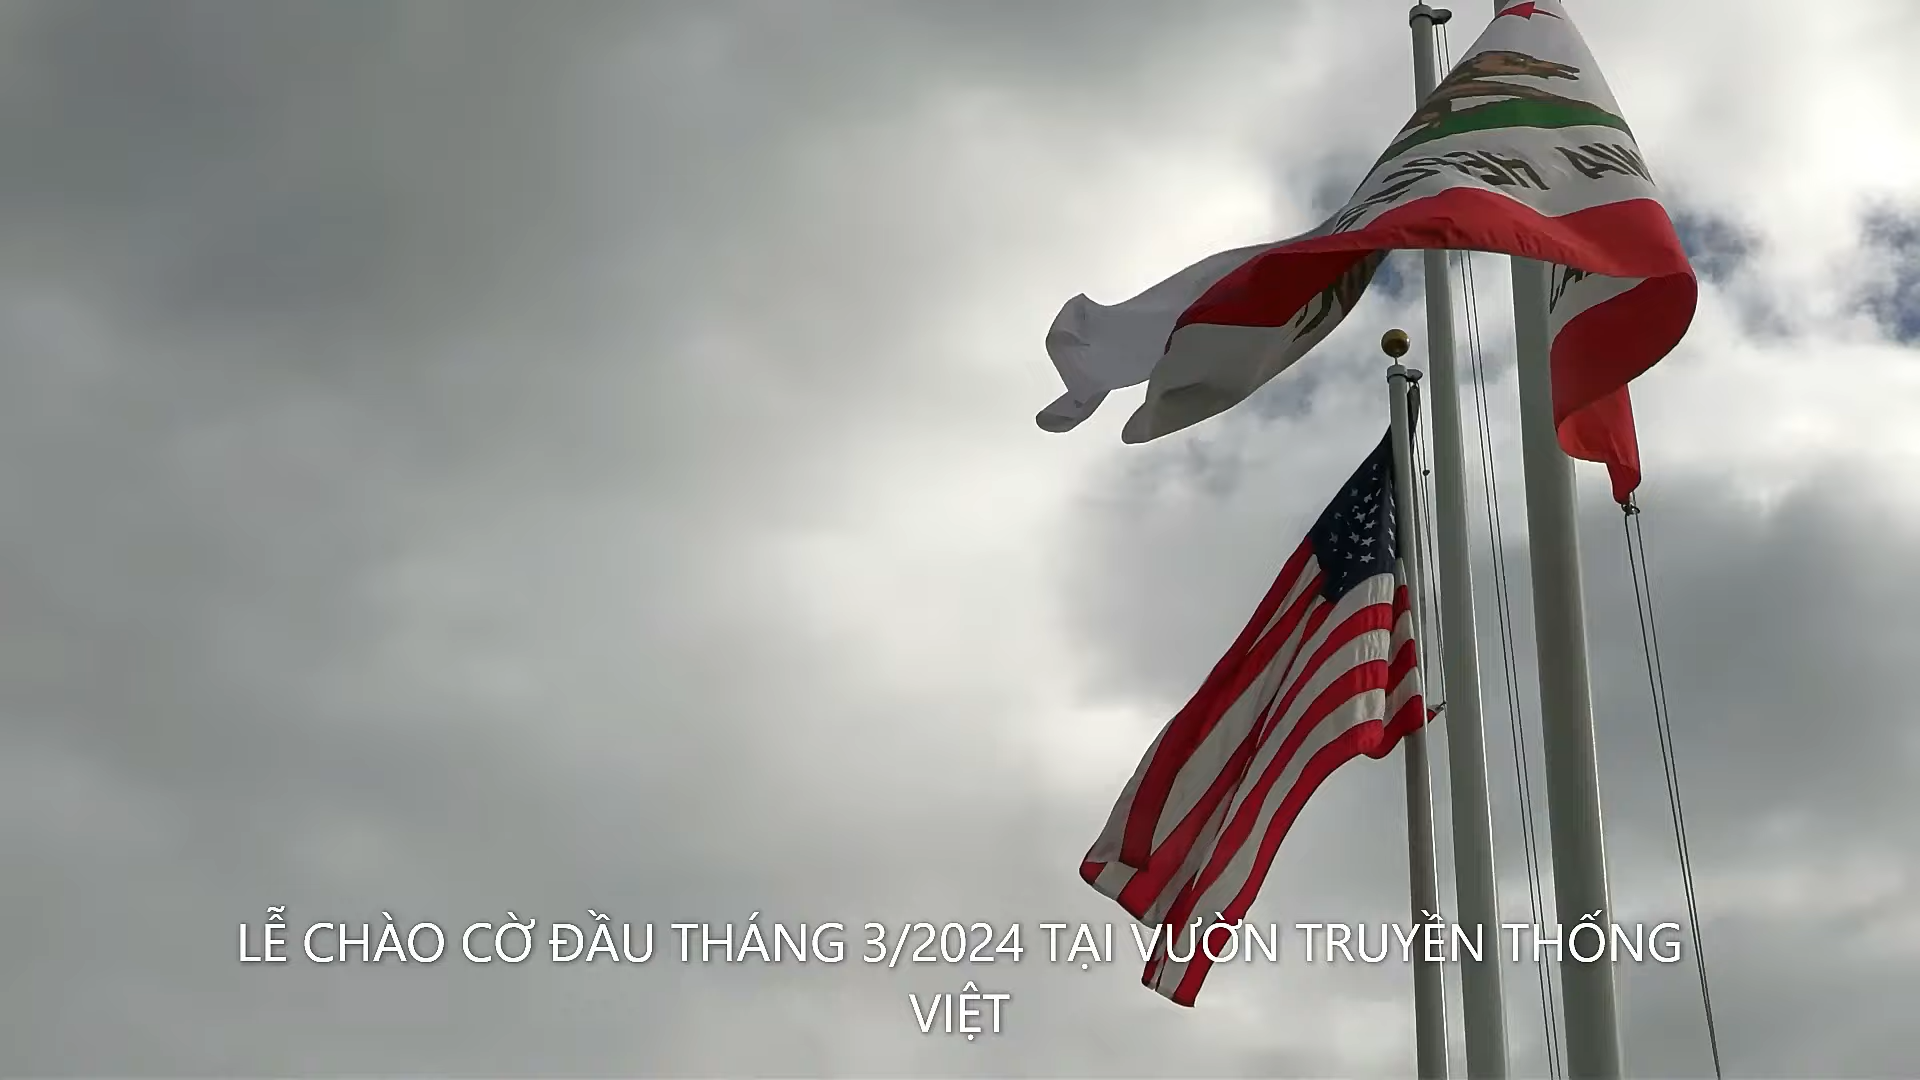 LỄ CHÀO CỜ ĐẦU THÁNG 3/2024 TẠI VƯỜN TRUYỀN THỐNG
VIỆT